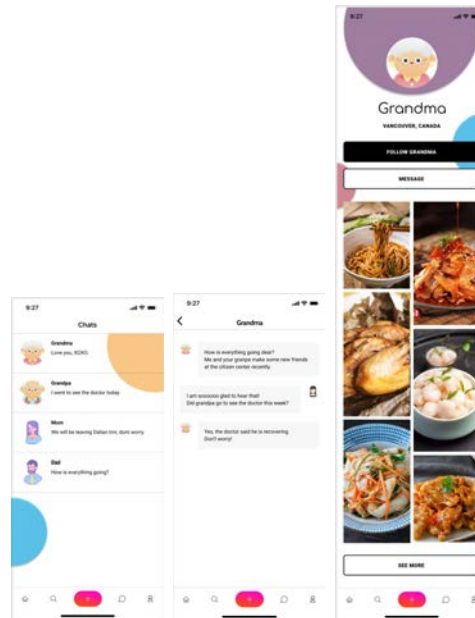 9:27
Chats
Grandma
Love you, XOXO.
Grandpa
I went to see the doctor today
Mom
We will be leaving Dalian tmr, dont worry.
Dad
How is everything going?
9:27
Grandma
How is everything going dear?
Me and your granpe make some new friends
at the citizen center recently.
I am soooooo glad to hear that!
Did grandpa go to see the doctor this week?
Yes, the doctor said he is recovering
Don't worry!
9:27
Grandma
VANCOUVER, CANADA
FOLLOW GRANDMA
MESSAGE
SEE MORE